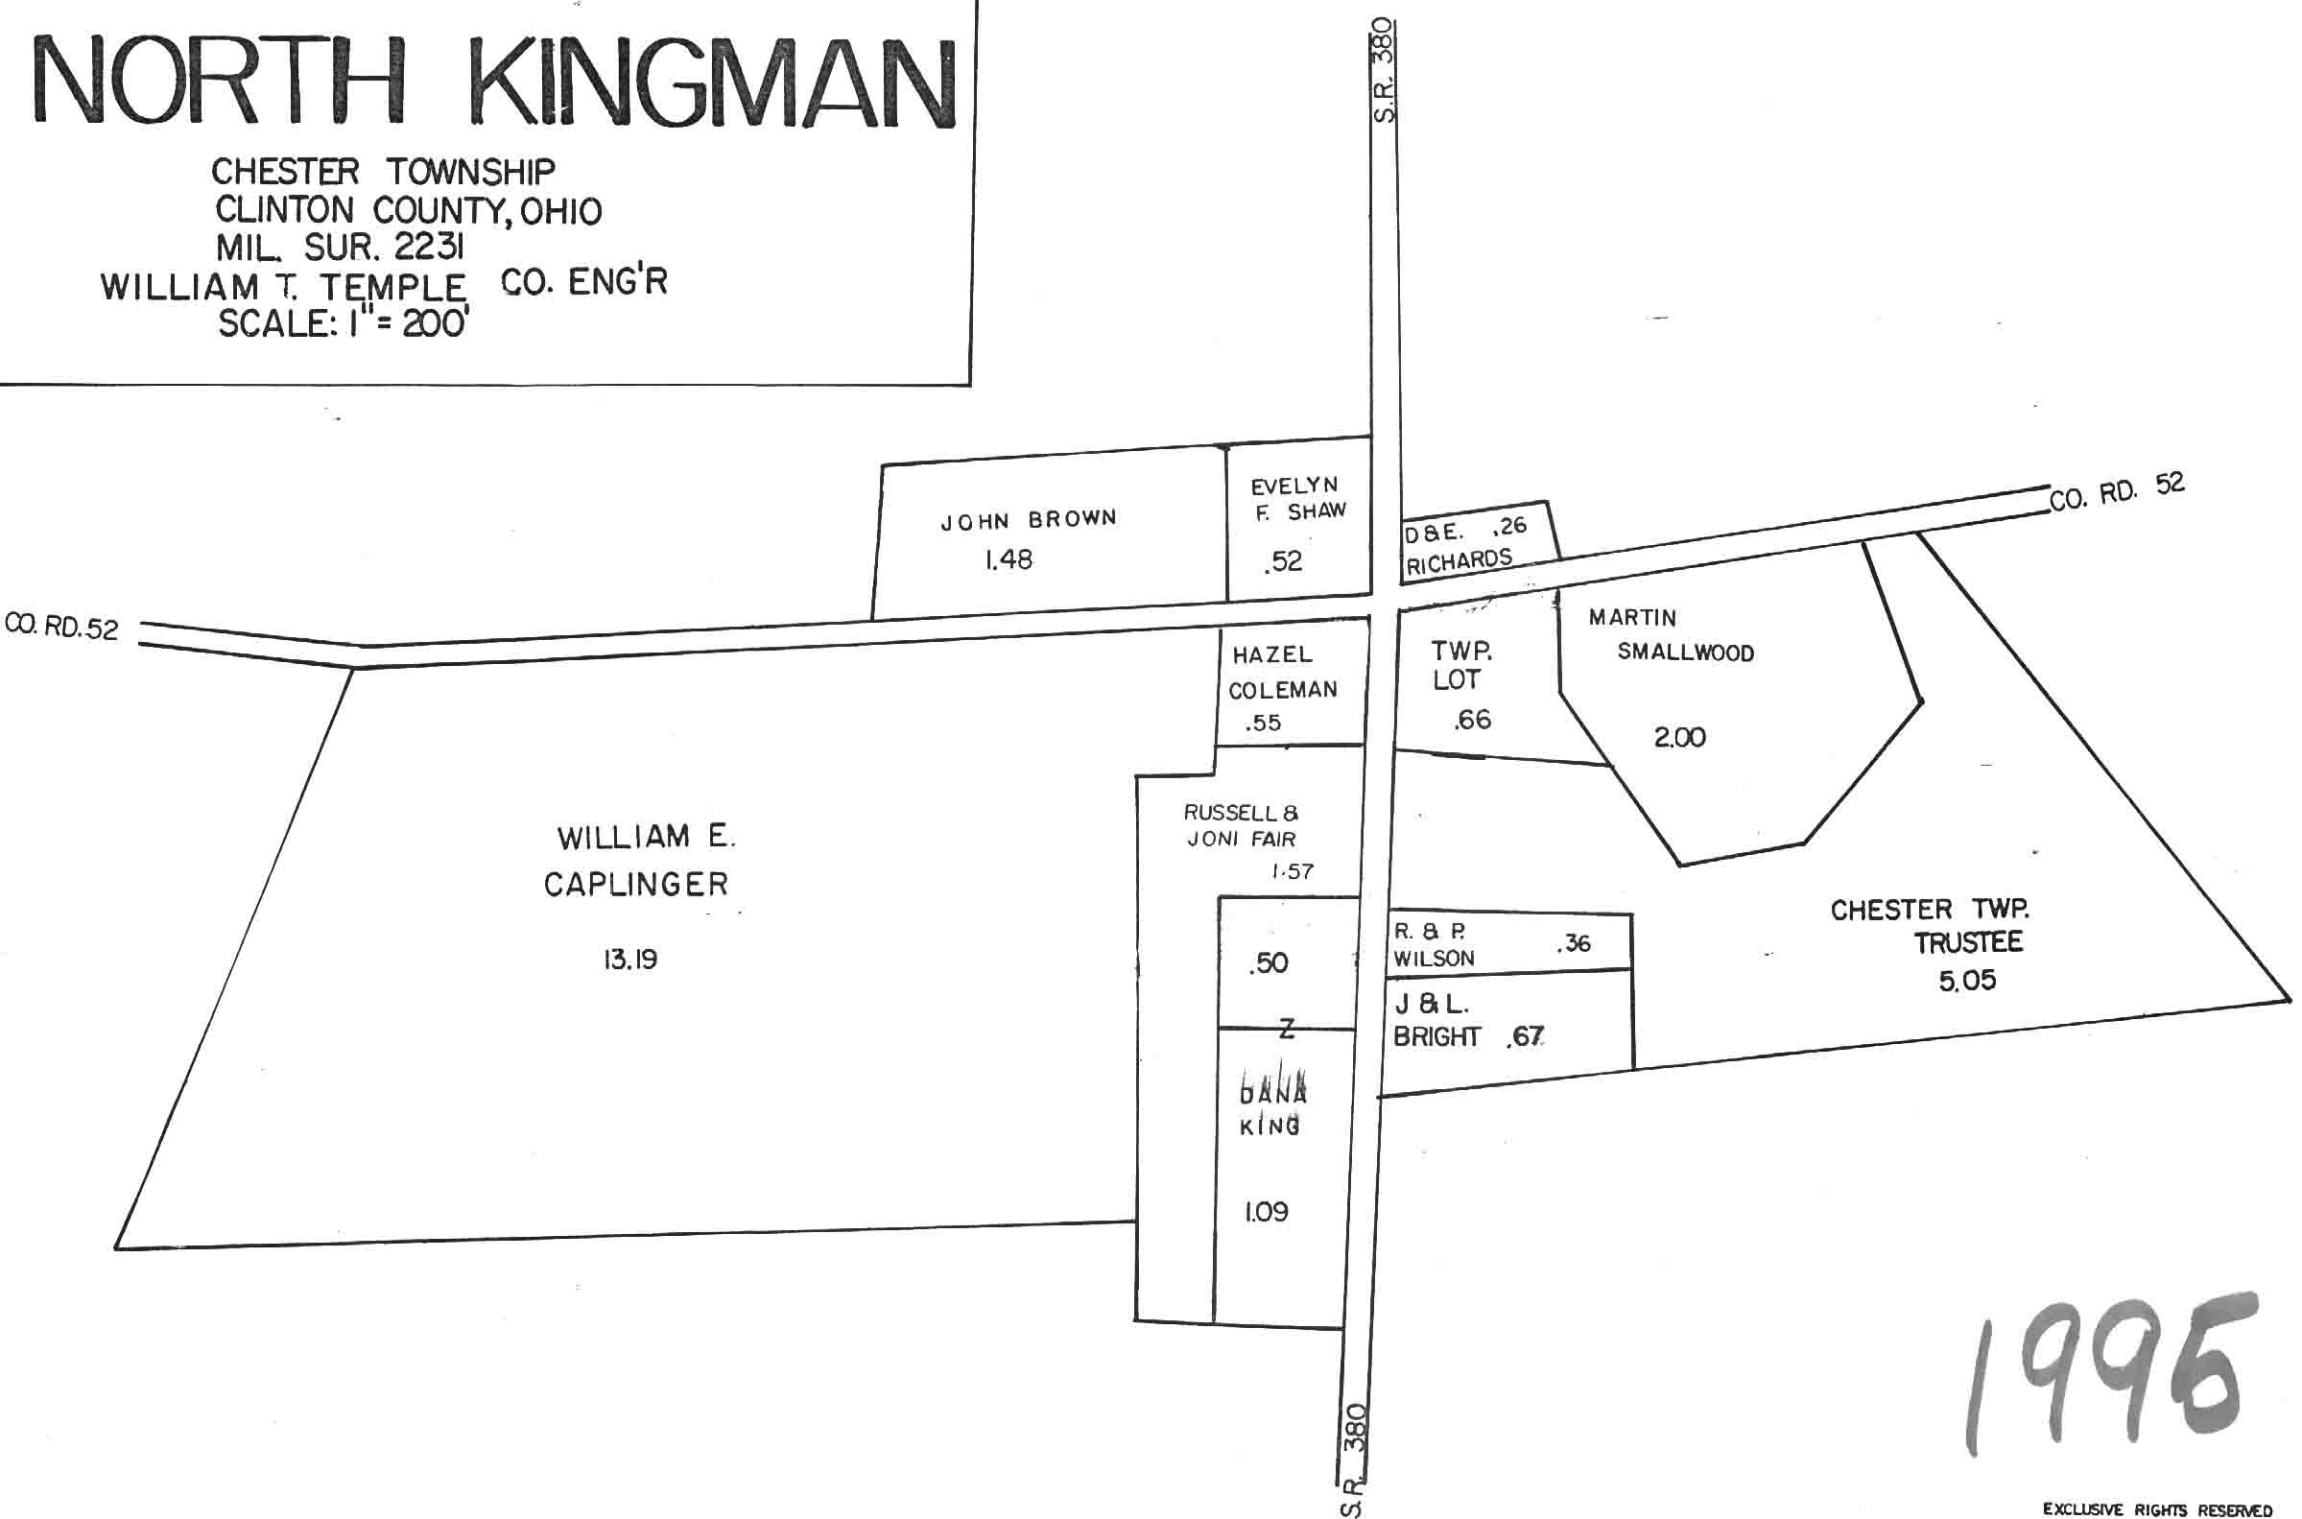 NORTH KINGMAN
CHESTER TOWNSHIP
CLINTON COUNTY, OHIO
MIL. SUR. 2231
WILLIAM T. TEMPLE CO. ENG'R
SCALE: 1"= 200'
S.R. 380
JOHN BROWN
1.48
EVELYN
F. SHAW
.52
D & E. .26
RICHARDS
CO. RD. 52
CO. RD. 52
HAZEL
COLEMAN
.55
TWP.
LOT
.66
MARTIN
SMALLWOOD
2.00
WILLIAM E.
CAPLINGER
13.19
RUSSELL &
JONI FAIR
1.57
.50
Z
DANA
KING
1.09
R. & P.
WILSON .36
J & L.
BRIGHT .67
CHESTER TWP.
TRUSTEE
5.05
S.R. 380
1995
EXCLUSIVE RIGHTS RESERVED